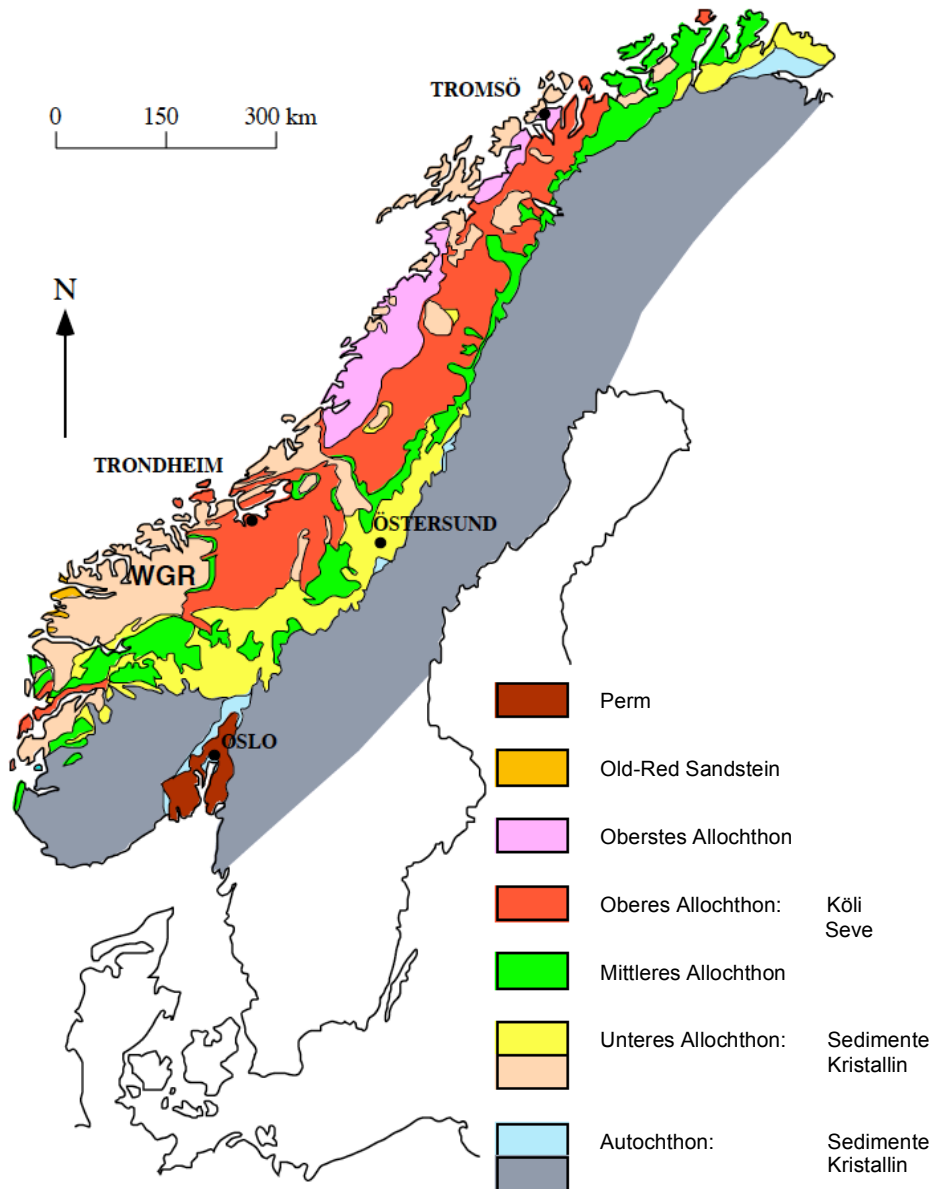 TROMSÖ
0 150 300 km
N
TRONDHEIM
ÖSTERSUND
WGR
OSLO
Perm
Old-Red Sandstein
Oberstes Allochthon
Oberes Allochthon: Köli
Seve
Mittleres Allochthon
Unteres Allochthon: Sedimente
Kristallin
Autochthon: Sedimente
Kristallin